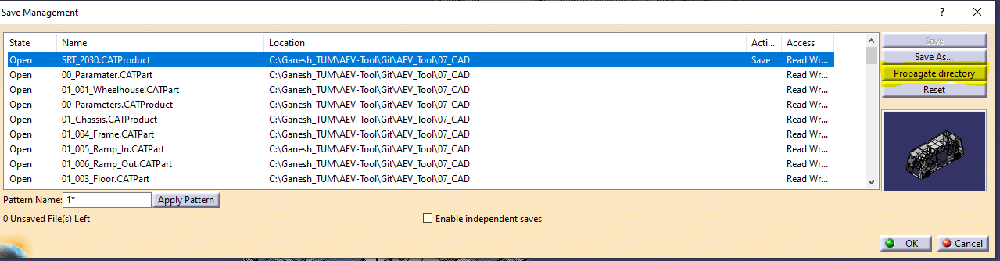 Save Management
State Name Location Acti... Access
Open SRT_2030.CATProduct C:\Ganesh_TUM\AEV-Tool\Git\AEV_Tool\07_CAD Save Read Wr...
Open 00_Paramater.CATPart C:\Ganesh_TUM\AEV-Tool\Git\AEV_Tool\07_CAD Read Wr...
Open 01_001_Wheelhouse.CATPart C:\Ganesh_TUM\AEV-Tool\Git\AEV_Tool\07_CAD Read Wr...
Open 00_Parameters.CATProduct C:\Ganesh_TUM\AEV-Tool\Git\AEV_Tool\07_CAD Read Wr...
Open 01_Chassis.CATProduct C:\Ganesh_TUM\AEV-Tool\Git\AEV_Tool\07_CAD Read Wr...
Open 01_004_Frame.CATPart C:\Ganesh_TUM\AEV-Tool\Git\AEV_Tool\07_CAD Read Wr...
Open 01_005_Ramp_In.CATPart C:\Ganesh_TUM\AEV-Tool\Git\AEV_Tool\07_CAD Read Wr...
Open 01_006_Ramp_Out.CATPart C:\Ganesh_TUM\AEV-Tool\Git\AEV_Tool\07_CAD Read Wr...
Open 01_003_Floor.CATPart C:\Ganesh_TUM\AEV-Tool\Git\AEV_Tool\07_CAD Read Wr...
Save
Save As...
Propagate directory
Reset
Pattern Name: 1* Apply Pattern
0 Unsaved File(s) Left Enable independent saves
OK Cancel